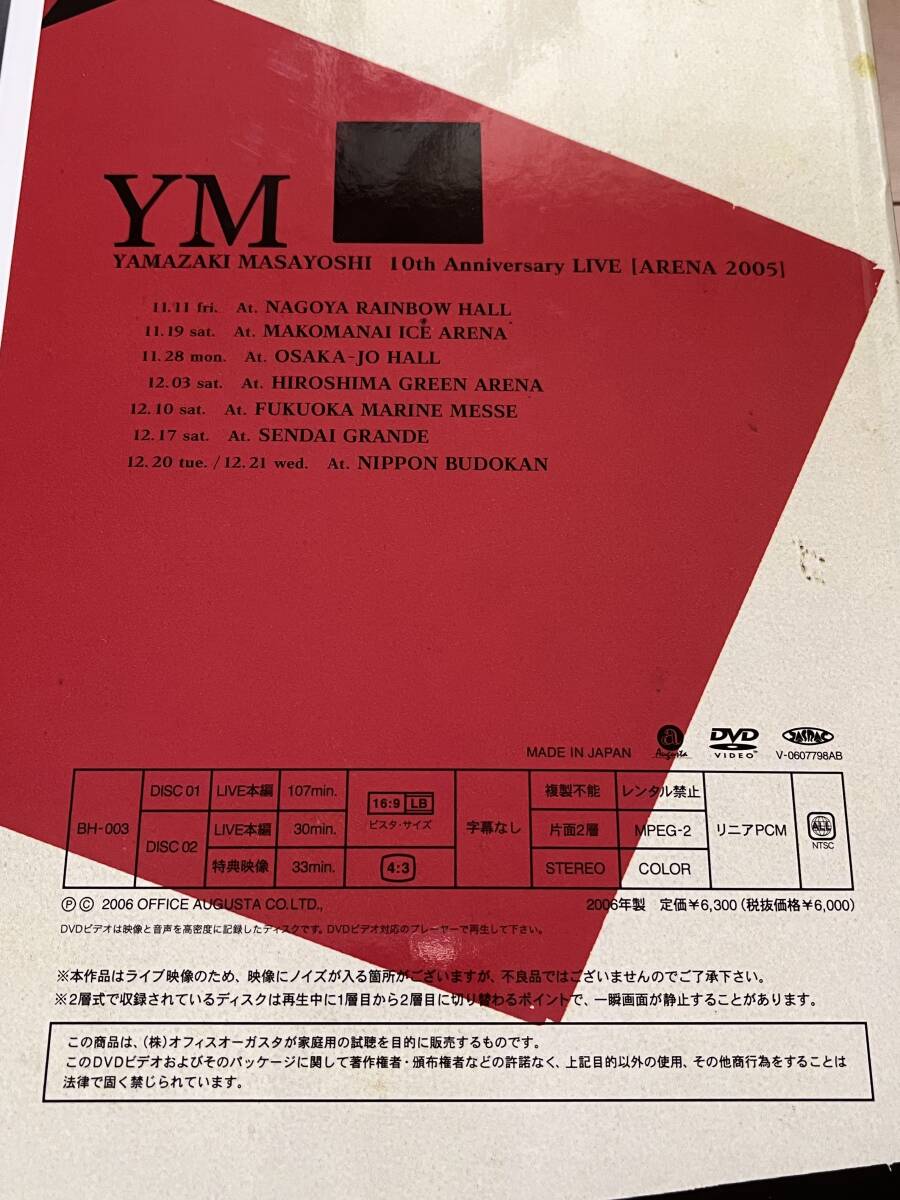 YM
YAMAZAKI MASAYOSHI 10th Anniversary LIVE [ARENA 2005]
11.11 fri. At. NAGOYA RAINBOW HALL
11.19 sat. At. MAKOMANAI ICE ARENA
11.28 mon. At. OSAKA-JO HALL
12.03 sat. At. HIROSHIMA GREEN ARENA
12.10 sat. At. FUKUOKA MARINE MESSE
12.17 sat. At. SENDAI GRANDE
12.20 tue. / 12.21 wed. At. NIPPON BUDOKAN
MADE IN JAPAN a Augusta DVD VIDEO™ JASRAC V-0607798AB
BH-003
DISC 01 LIVE本編 107min.
DISC 02 LIVE本編 30min.
特典映像 33min.
16:9 LB
ビスタ・サイズ
4:3
字幕なし
複製不能 レンタル禁止
片面2層 MPEG-2
STEREO COLOR
リニアPCM
ALL
NTSC
Ⓟ© 2006 OFFICE AUGUSTA CO.LTD., 2006年製 定価¥6,300(税抜価格¥6,000)
DVDビデオは映像と音声を高密度に記録したディスクです。DVDビデオ対応のプレーヤーで再生して下さい。
※本作品はライブ映像のため、映像にノイズが入る箇所がございますが、不良品ではございませんのでご了承下さい。
※2層式で収録されているディスクは再生中に1層目から2層目に切り替わるポイントで、一瞬画面が静止することがあります。
この商品は、(株)オフィスオーガスタが家庭用の試聴を目的に販売するものです。
このDVDビデオおよびそのパッケージに関して著作権者・頒布権者などの許諾なく、上記目的以外の使用、その他商行為をすることは
法律で固く禁じられています。